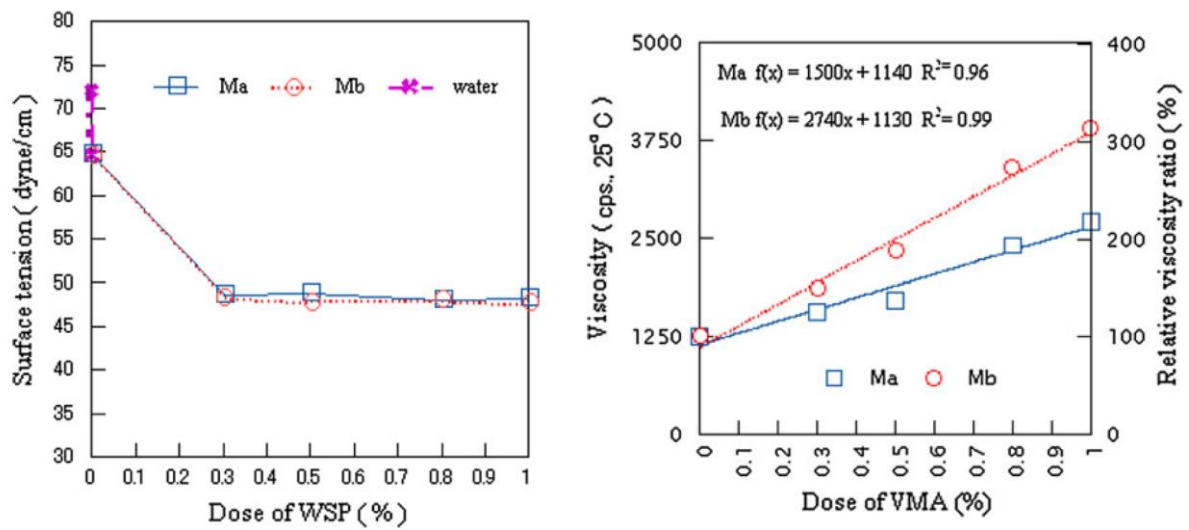 80
75
70
65
60
55
50
45
40
35
30
Surface tension ( dyne/cm)
Ma Mb water
0 0.1 0.2 0.3 0.4 0.5 0.6 0.7 0.8 0.9 1
Dose of WSP ( % )
5000
3750
2500
1250
0
Viscosity ( cps., 25° C )
Ma f(x) = 1500x + 1140 R²= 0.96
Mb f(x) = 2740x + 1130 R²= 0.99
Ma Mb
400
300
200
100
0
Relative viscosity ratio ( % )
0 0.1 0.2 0.3 0.4 0.5 0.6 0.7 0.8 0.9 1
Dose of VMA (%)